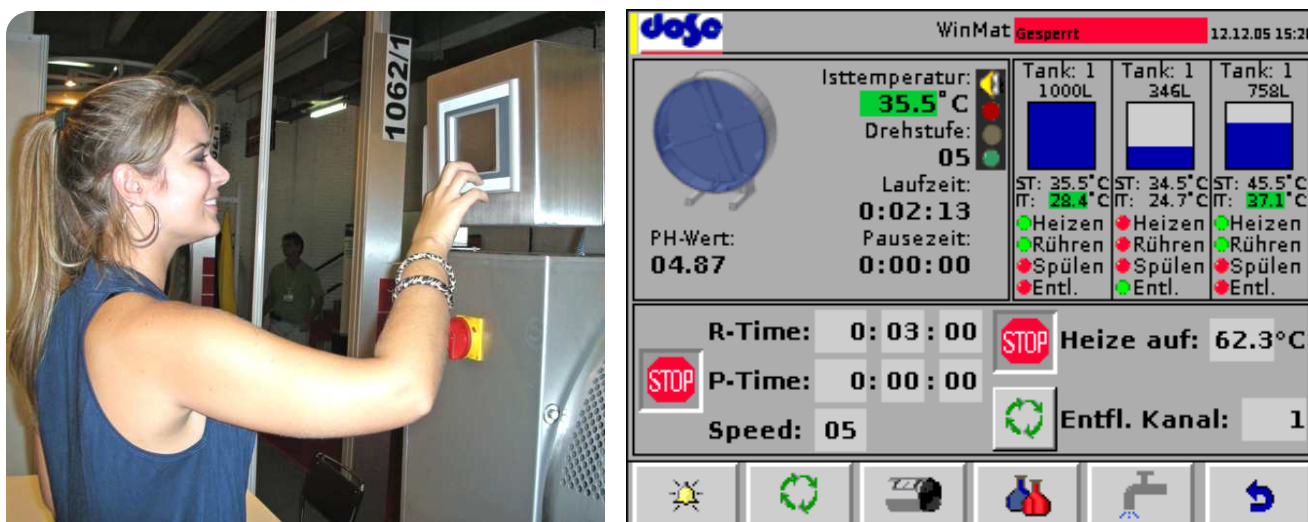 1062/1
doso
WinMat Gesperrt 12.12.05 15:28
Isttemperatur:
35.5°C
Drehstufe:
05
Laufzeit:
0:02:13
PH-Wert:
04.87
Pausezeit:
0:00:00
Tank: 1
1000L
ST: 35.5°C
IT: 28.4°C
Heizen
Rühren
Spülen
Entl.
Tank: 1
346L
ST: 34.5°C
IT: 24.7°C
Heizen
Rühren
Spülen
Entl.
Tank: 1
758L
ST: 45.5°C
IT: 37.1°C
Heizen
Rühren
Spülen
Entl.
STOP
R-Time: 0: 03 : 00
P-Time: 0: 00 : 00
Speed: 05
STOP Heize auf: 62.3°C
Entfl. Kanal: 1